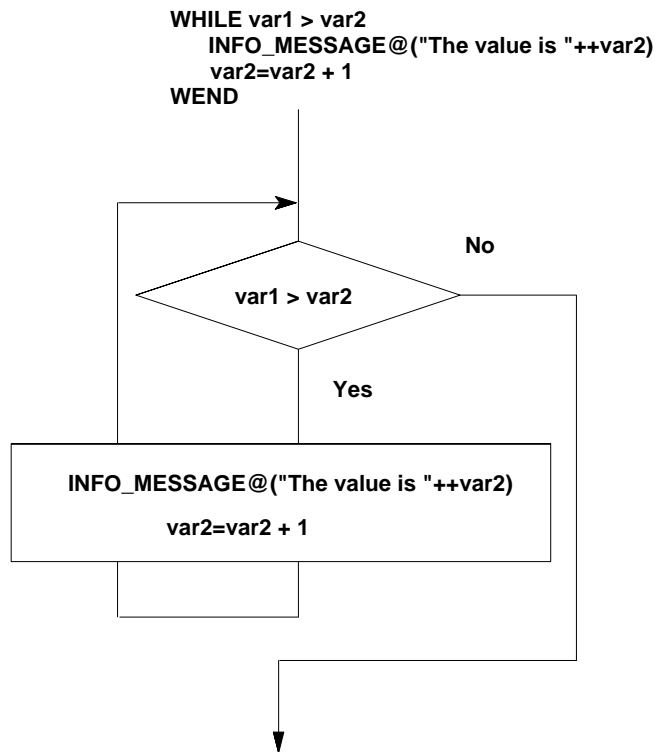 WHILE var1 > var2
INFO_MESSAGE@("The value is "++var2)
var2=var2 + 1
WEND
No
var1 > var2
Yes
INFO_MESSAGE@("The value is "++var2)
var2=var2 + 1